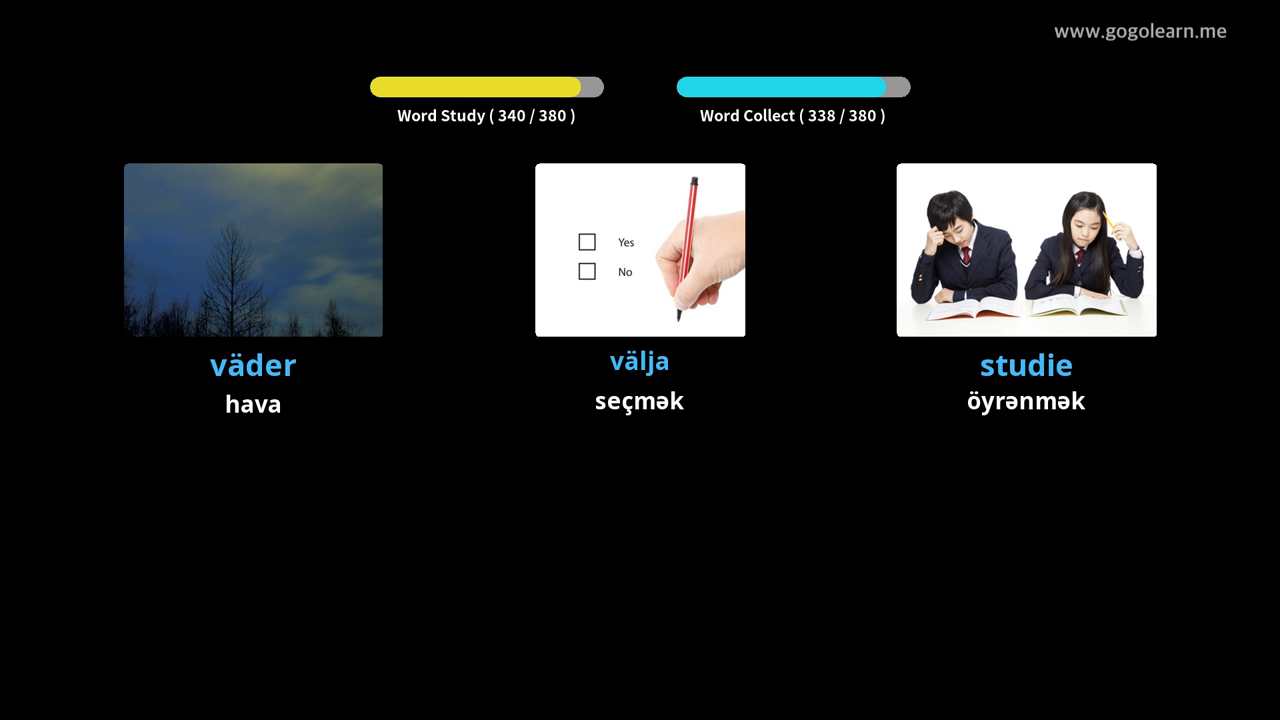 www.gogolearn.me
Word Study ( 340 / 380 )
Word Collect ( 338 / 380 )
Yes
No
väder
välja
studie
hava
seçmək
öyrənmək